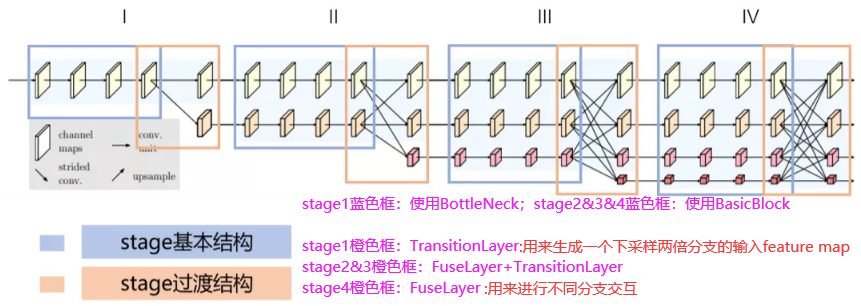 I II III IV
channel maps
conv. unit
strided conv.
upsample
stage1蓝色框：使用BottleNeck；stage2&3&4蓝色框：使用BasicBlock
stage基本结构
stage1橙色框：TransitionLayer:用来生成一个下采样两倍分支的输入feature map
stage2&3橙色框：FuseLayer+TransitionLayer
stage过渡结构
stage4橙色框：FuseLayer :用来进行不同分支交互